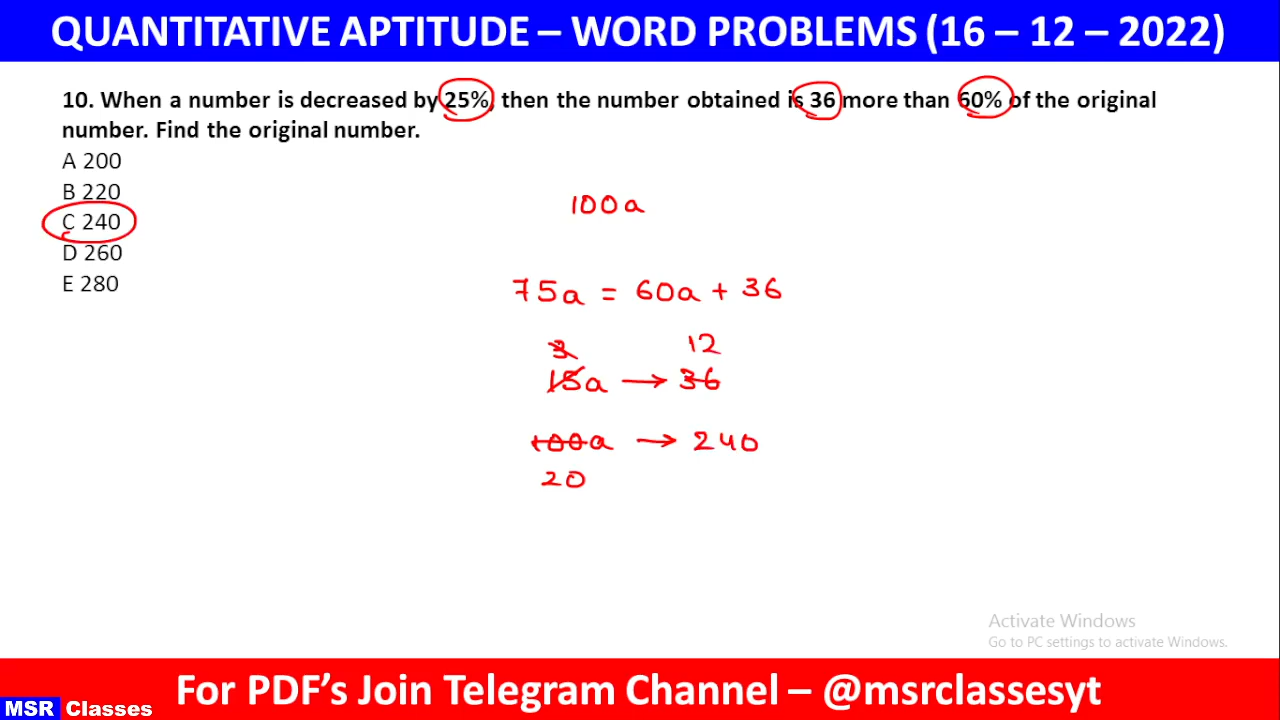 QUANTITATIVE APTITUDE – WORD PROBLEMS (16 – 12 – 2022)
10. When a number is decreased by 25%, then the number obtained is 36 more than 60% of the original
number. Find the original number.
A 200
B 220
C 240
D 260
E 280
100a
75a = 60a + 36
3 12
15a → 36
100a → 240
20
Activate Windows
Go to PC settings to activate Windows.
For PDF’s Join Telegram Channel – @msrclassesyt
MSR Classes